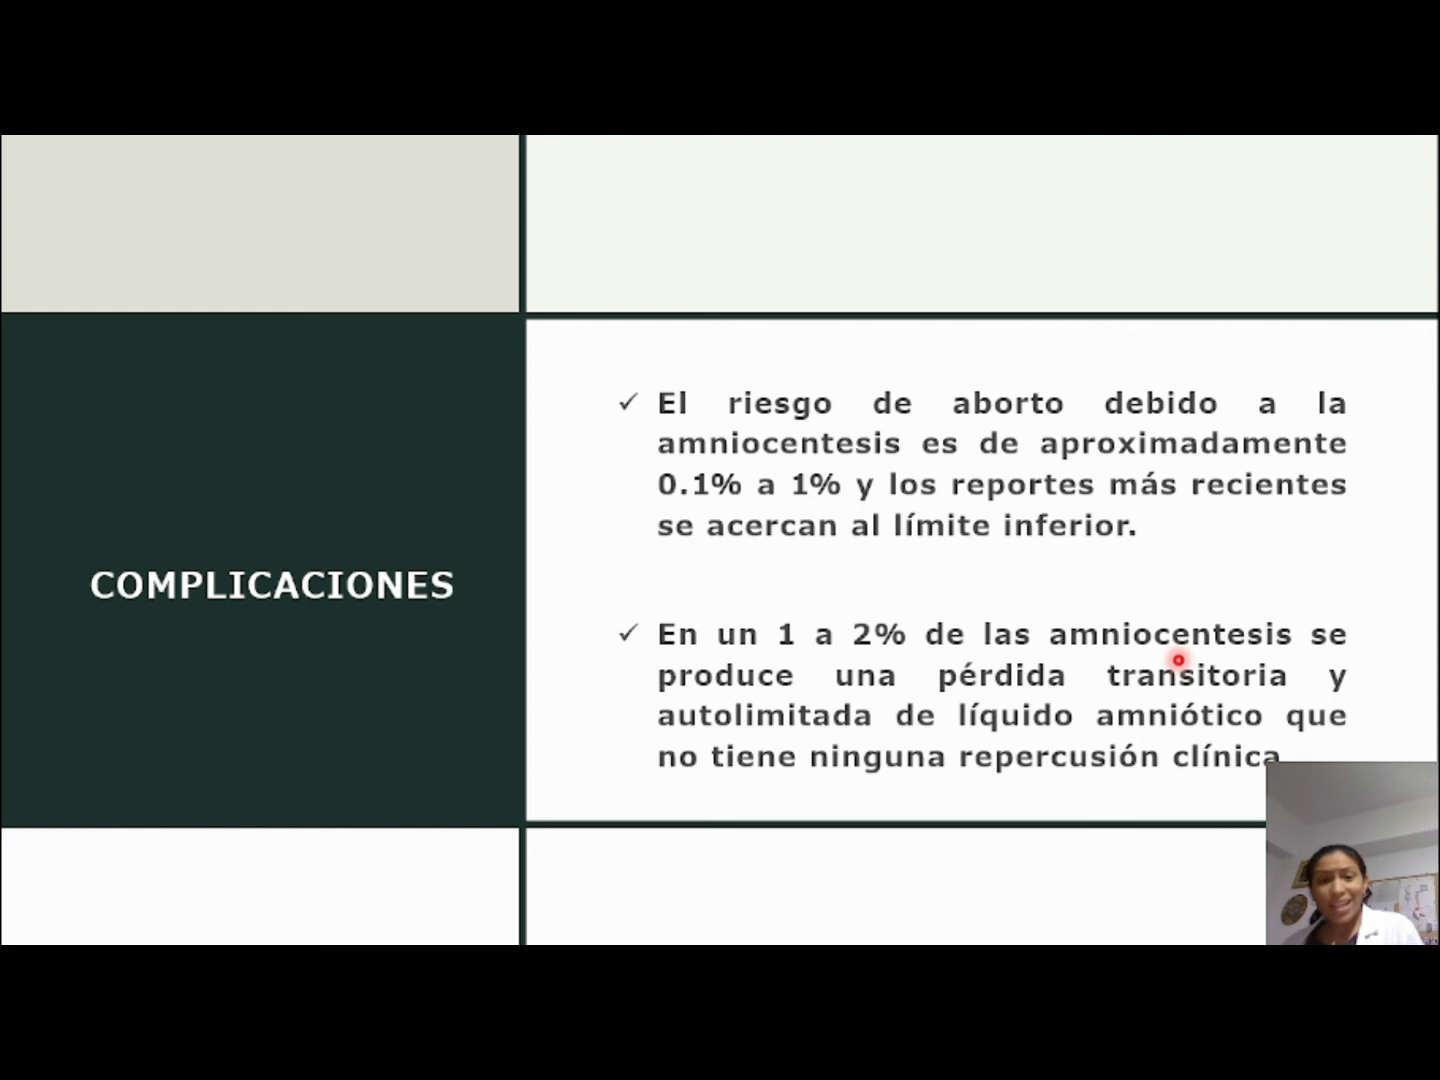 COMPLICACIONES
✓ El riesgo de aborto debido a la
amniocentesis es de aproximadamente
0.1% a 1% y los reportes más recientes
se acercan al límite inferior.
✓ En un 1 a 2% de las amniocentesis se
produce una pérdida transitoria y
autolimitada de líquido amniótico que
no tiene ninguna repercusión clínica